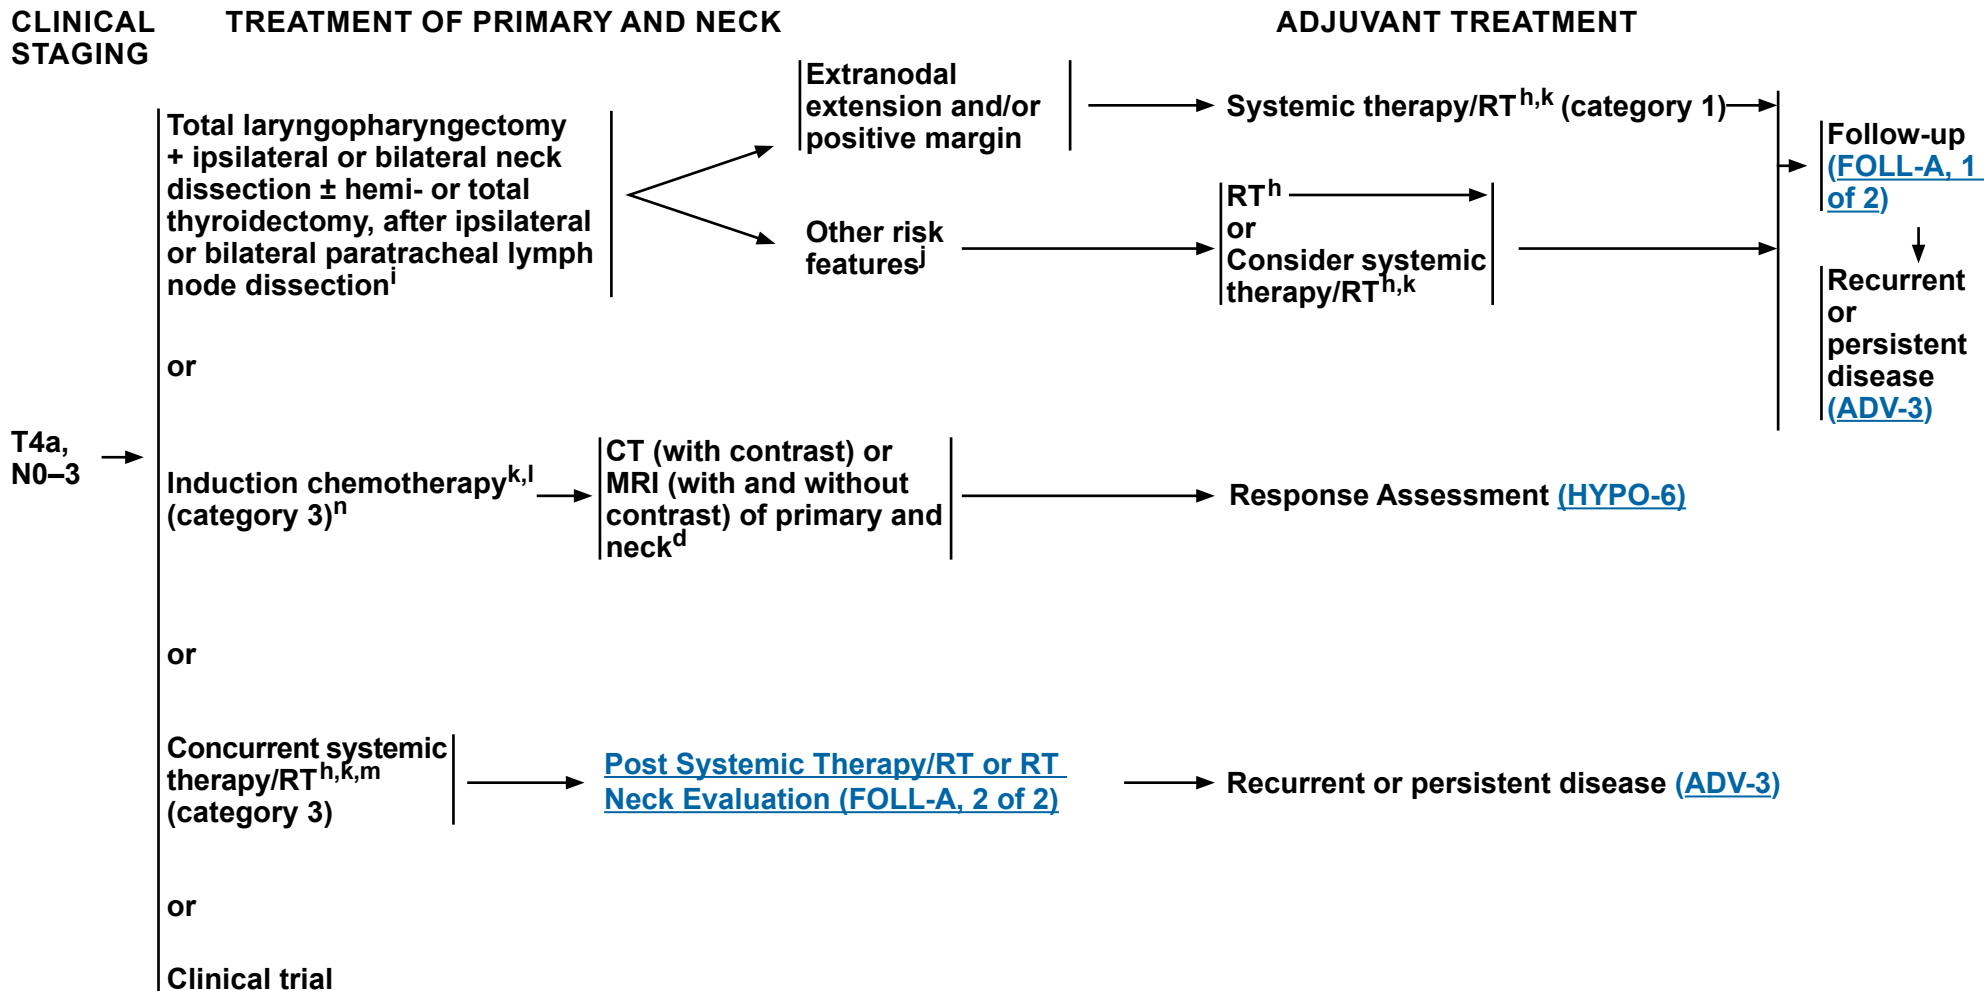 CLINICAL
STAGING
TREATMENT OF PRIMARY AND NECK
ADJUVANT TREATMENT
T4a,
N0–3
Total laryngopharyngectomy
+ ipsilateral or bilateral neck
dissection ± hemi- or total
thyroidectomy, after ipsilateral
or bilateral paratracheal lymph
node dissectionⁱ
Extranodal
extension and/or
positive margin
Systemic therapy/RTʰ,ᵏ (category 1)
Other risk
featuresʲ
RTʰ
or
Consider systemic
therapy/RTʰ,ᵏ
Follow-up
(FOLL-A, 1
of 2)
Recurrent
or
persistent
disease
(ADV-3)
or
Induction chemotherapyᵏ,ˡ
(category 3)ⁿ
CT (with contrast) or
MRI (with and without
contrast) of primary and
neckᵈ
Response Assessment (HYPO-6)
or
Concurrent systemic
therapy/RTʰ,ᵏ,ᵐ
(category 3)
Post Systemic Therapy/RT or RT
Neck Evaluation (FOLL-A, 2 of 2)
Recurrent or persistent disease (ADV-3)
or
Clinical trial